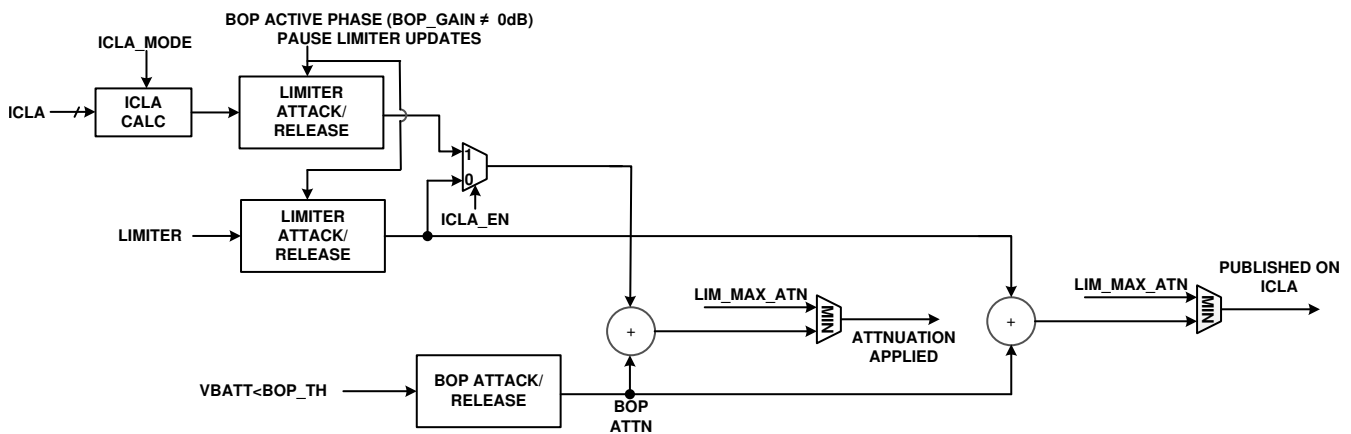 BOP ACTIVE PHASE (BOP_GAIN ≠ 0dB)
PAUSE LIMITER UPDATES
ICLA_MODE
ICLA
ICLA
CALC
LIMITER
ATTACK/
RELEASE
1
0
ICLA_EN
LIMITER
LIMITER
ATTACK/
RELEASE
LIM_MAX_ATN
MIN
ATTNUATION
APPLIED
+
LIM_MAX_ATN
MIN
PUBLISHED ON
ICLA
+
VBATT<BOP_TH
BOP ATTACK/
RELEASE
BOP
ATTN